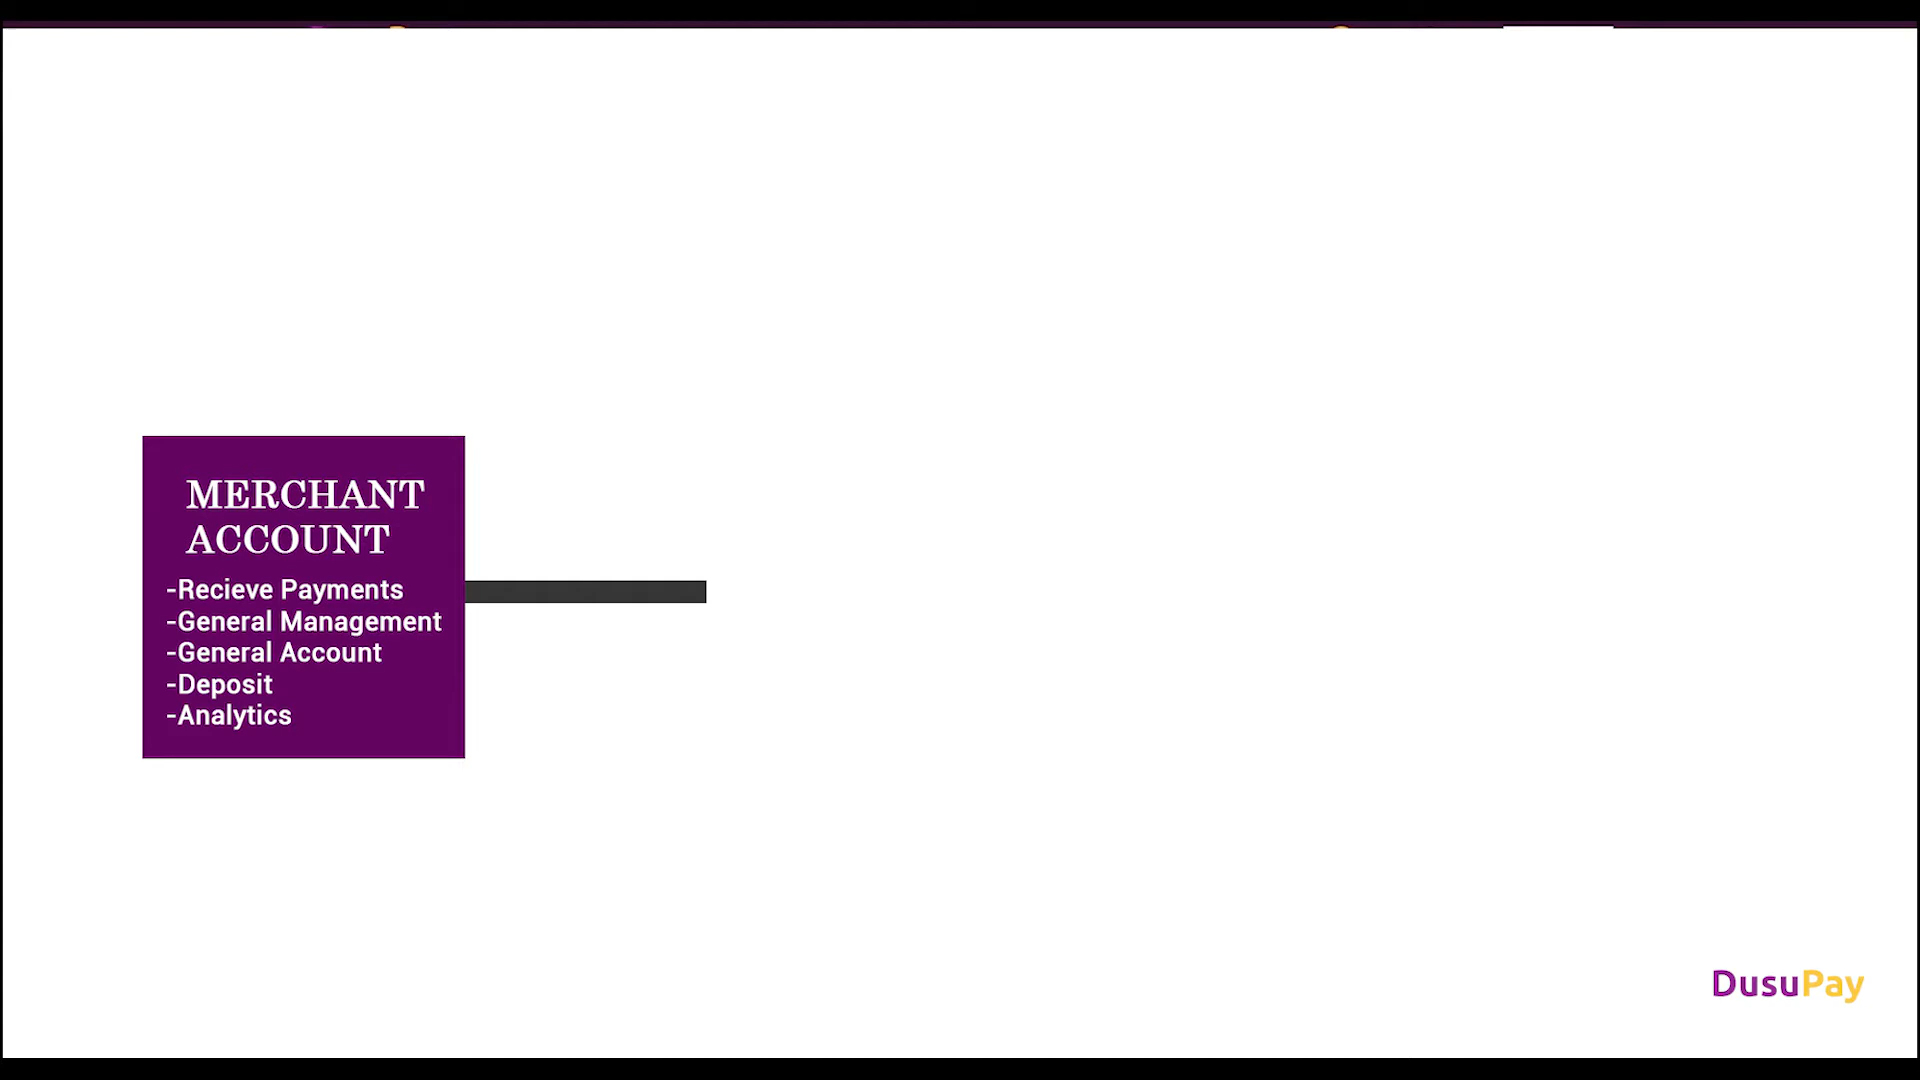 MERCHANT
ACCOUNT
-Recieve Payments
-General Management
-General Account
-Deposit
-Analytics
DusuPay